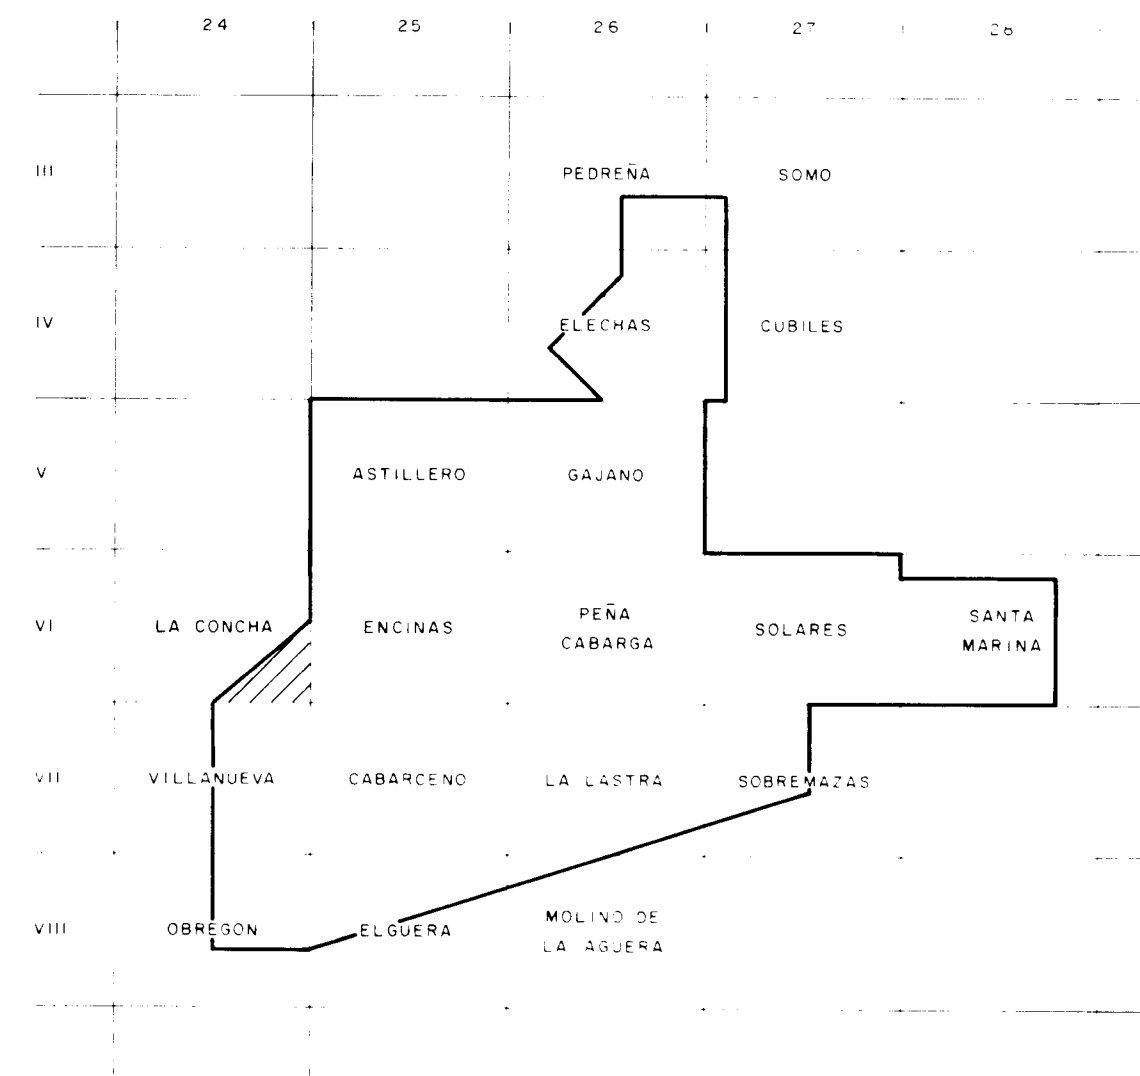 24 25 26 27 28
III PEDREÑA SOMO
IV ELECHAS CUBILES
V ASTILLERO GAJANO
VI LA CONCHA ENCINAS PEÑA CABARGA SOLARES SANTA MARINA
VII VILLANUEVA CABARCENO LA LASTRA SOBREMAZAS
VIII OBREGON ELGUERA MOLINO DE LA AGUERA